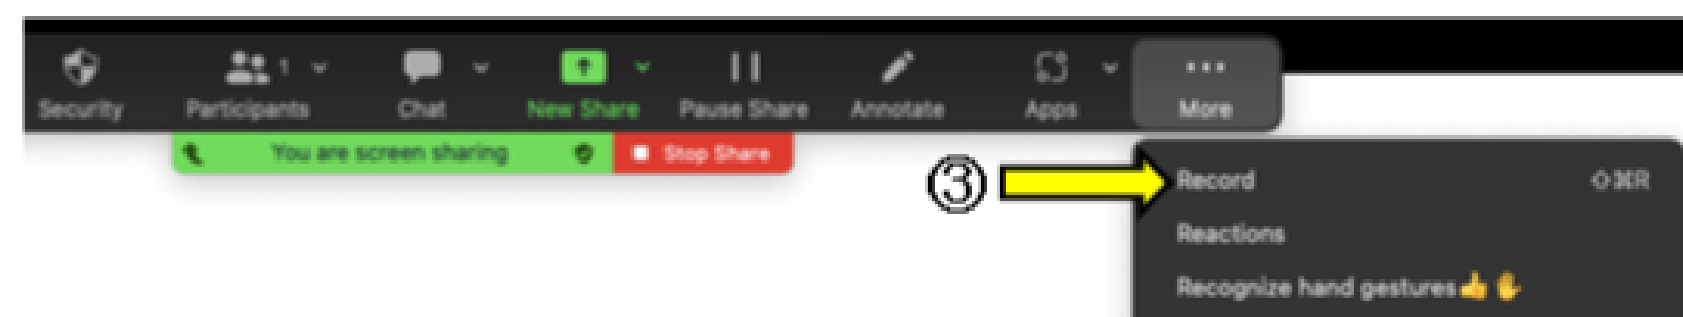 1
Security Participants Chat New Share Pause Share Annotate Apps More
You are screen sharing Stop Share
③ Record ⇧⌘R
Reactions
Recognize hand gestures👍✋